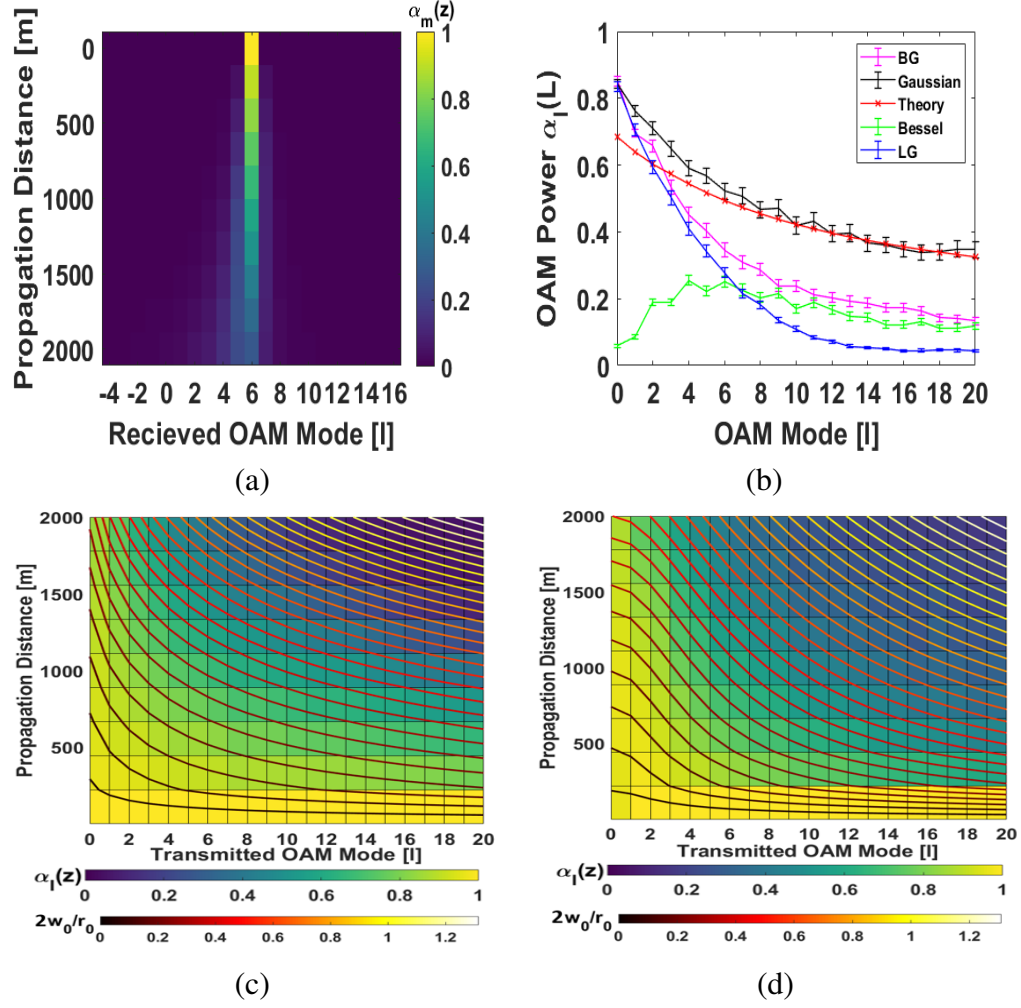 α_m(z)
Propagation Distance [m]
0
500
1000
1500
2000
-4 -2 0 2 4 6 8 10 12 14 16
Recieved OAM Mode [l]
1
0.8
0.6
0.4
0.2
0
(a)
OAM Power α_l(L)
1
0.8
0.6
0.4
0.2
0
0 2 4 6 8 10 12 14 16 18 20
OAM Mode [l]
BG
Gaussian
Theory
Bessel
LG
(b)
Propagation Distance [m]
2000
1500
1000
500
0 2 4 6 8 10 12 14 16 18 20
Transmitted OAM Mode [l]
α_l(z)
0 0.2 0.4 0.6 0.8 1
2w_0/r_0
0 0.2 0.4 0.6 0.8 1 1.2
(c)
Propagation Distance [m]
2000
1500
1000
500
0 2 4 6 8 10 12 14 16 18 20
Transmitted OAM Mode [l]
α_l(z)
0 0.2 0.4 0.6 0.8 1
2w_0/r_0
0 0.2 0.4 0.6 0.8 1 1.2
(d)